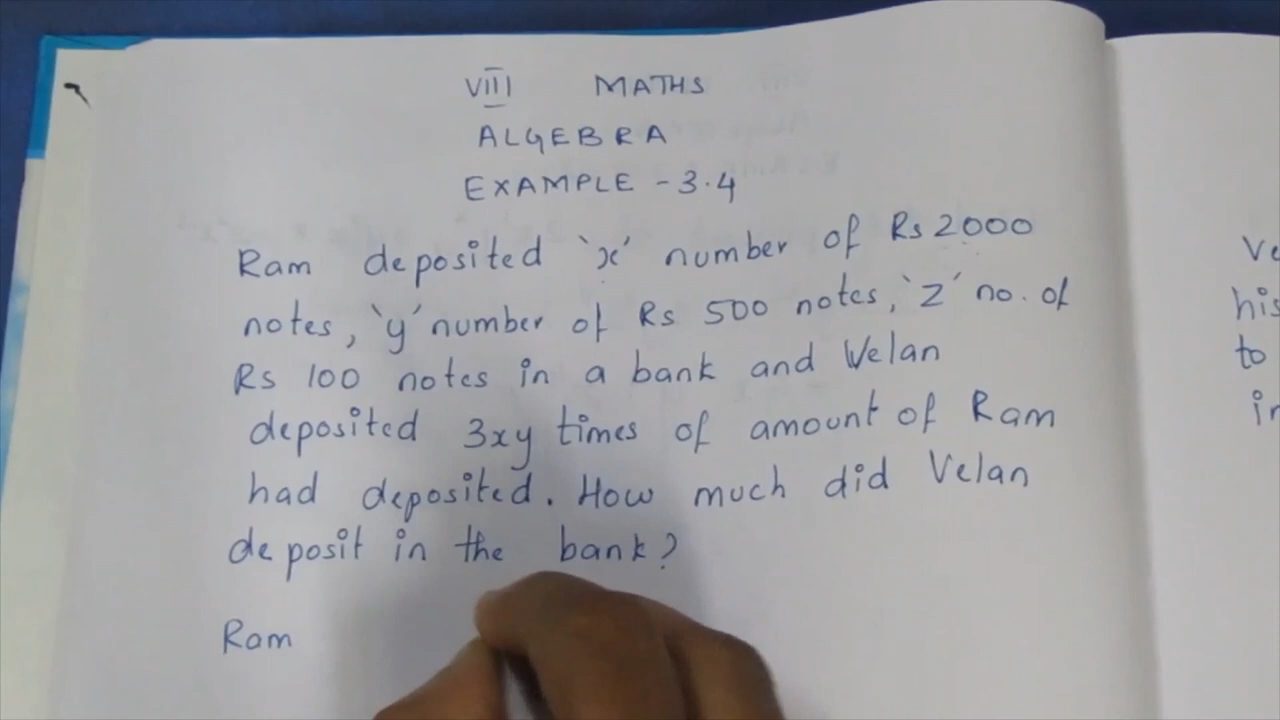 VIII MATHS
ALGEBRA
EXAMPLE - 3.4
Ram deposited 'x' number of Rs 2000
notes, 'y' number of Rs 500 notes, 'z' no. of
Rs 100 notes in a bank and Velan
deposited 3xy times of amount of Ram
had deposited. How much did Velan
deposit in the bank?
Ram
his
to